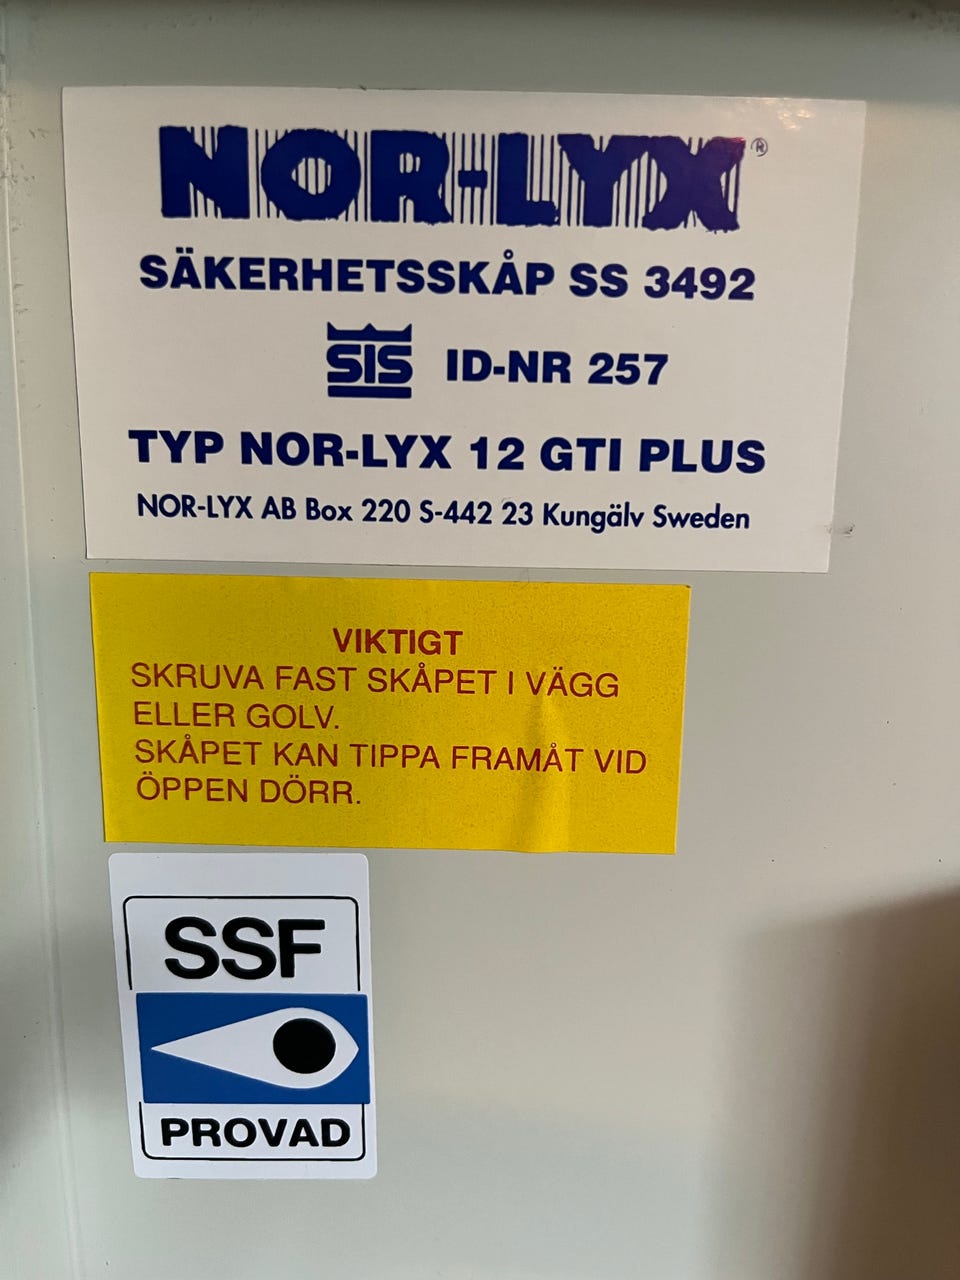 NOR-LYX®
SÄKERHETSSKÅP SS 3492
SIS ID-NR 257
TYP NOR-LYX 12 GTI PLUS
NOR-LYX AB Box 220 S-442 23 Kungälv Sweden
VIKTIGT
SKRUVA FAST SKÅPET I VÄGG
ELLER GOLV.
SKÅPET KAN TIPPA FRAMÅT VID
ÖPPEN DÖRR.
SSF
PROVAD